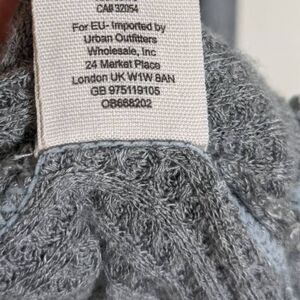 CA# 32054
For EU- Imported by
Urban Outfitters
Wholesale, Inc
24 Market Place
London UK W1W 8AN
GB 975119105
OB668202